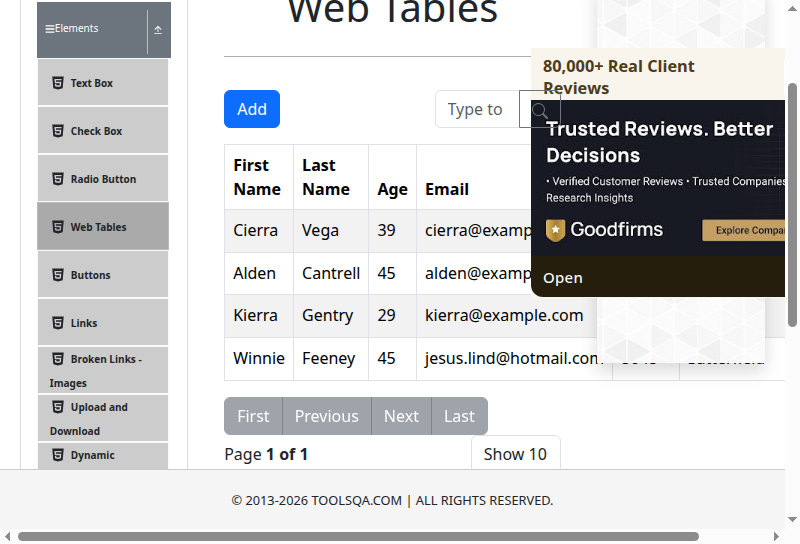 Web Tables
Elements
Text Box
Check Box
Radio Button
Web Tables
Buttons
Links
Broken Links -
Images
Upload and
Download
Dynamic
Add
Type to
First Name
Last Name
Age
Email
Cierra Vega 39 cierra@examp
Alden Cantrell 45 alden@examp
Kierra Gentry 29 kierra@example.com
Winnie Feeney 45 jesus.lind@hotmail.com
First Previous Next Last
Page 1 of 1
Show 10
80,000+ Real Client
Reviews
Trusted Reviews. Better
Decisions
• Verified Customer Reviews • Trusted Companies
Research Insights
Goodfirms
Explore Compa
Open
© 2013-2026 TOOLSQA.COM | ALL RIGHTS RESERVED.